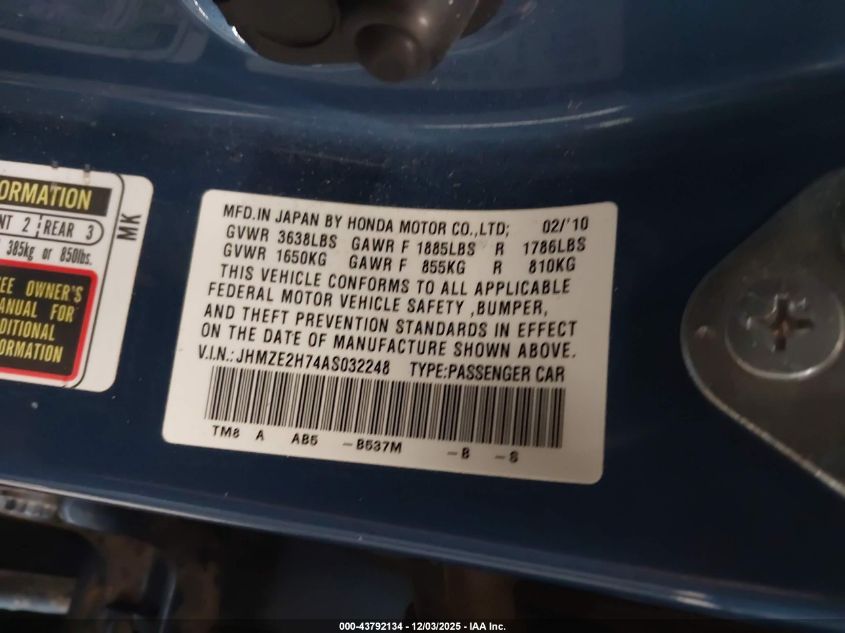 ORMATION
NT 2 REAR 3
385kg or 850lbs.
EE OWNER'S
ANUAL FOR
DITIONAL
FORMATION
MK
MFD.IN JAPAN BY HONDA MOTOR CO.,LTD; 02/'10
GVWR 3638LBS GAWR F 1885LBS R 1786LBS
GVWR 1650KG GAWR F 855KG R 810KG
THIS VEHICLE CONFORMS TO ALL APPLICABLE
FEDERAL MOTOR VEHICLE SAFETY ,BUMPER,
AND THEFT PREVENTION STANDARDS IN EFFECT
ON THE DATE OF MANUFACTURE SHOWN ABOVE.
V.I.N.: JHMZE2H74AS032248 TYPE:PASSENGER CAR
TM8 A AB5 -B537M -B -S
000-43792134 - 12/03/2025 - IAA Inc.